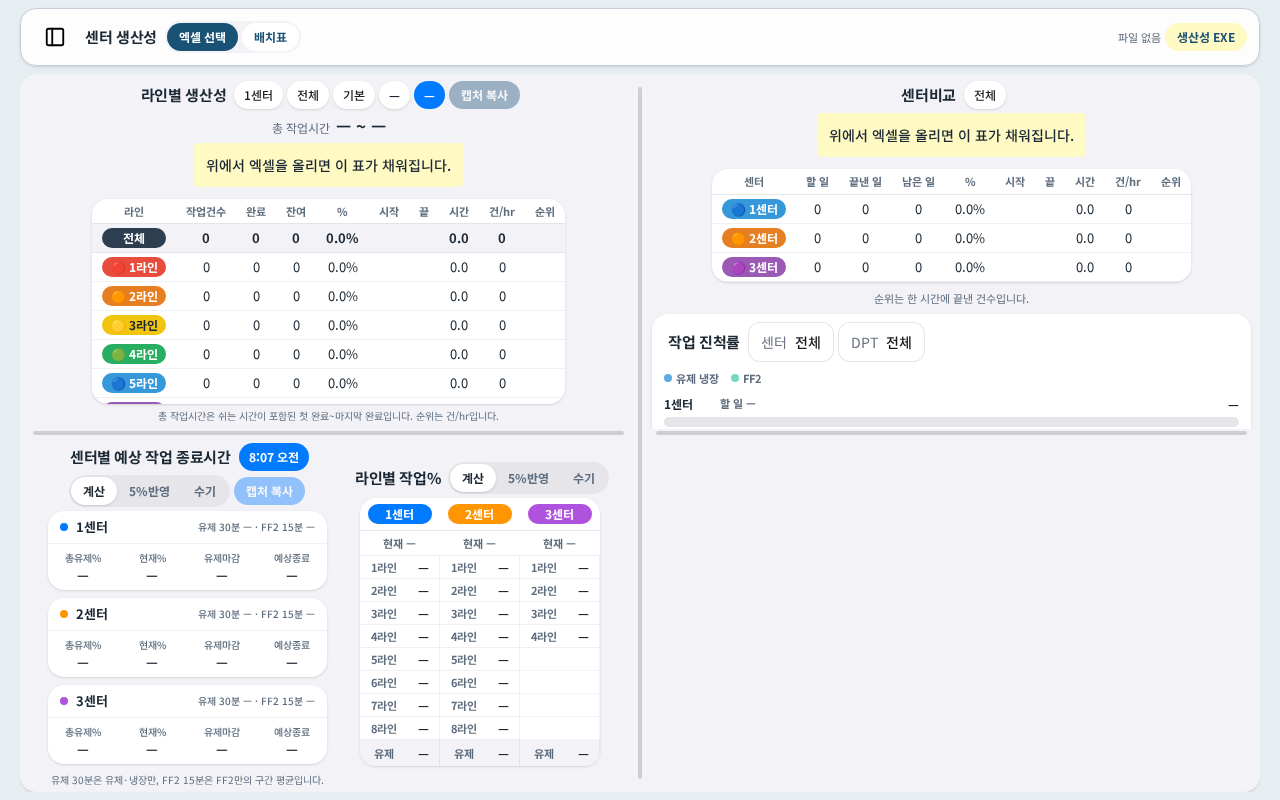 센터 생산성 엑셀 선택 배치표 파일 없음 생산성 EXE
라인별 생산성 1센터 전체 기본 — — 캡처 복사
총 작업시간 — ~ —
위에서 엑셀을 올리면 이 표가 채워집니다.
라인 작업건수 완료 잔여 % 시작 끝 시간 건/hr 순위
전체 0 0 0 0.0% 0.0 0
1라인 0 0 0 0.0% 0.0 0
2라인 0 0 0 0.0% 0.0 0
3라인 0 0 0 0.0% 0.0 0
4라인 0 0 0 0.0% 0.0 0
5라인 0 0 0 0.0% 0.0 0
총 작업시간은 쉬는 시간이 포함된 첫 완료~마지막 완료입니다. 순위는 건/hr입니다.
센터비교 전체
위에서 엑셀을 올리면 이 표가 채워집니다.
센터 할 일 끝낸 일 남은 일 % 시작 끝 시간 건/hr 순위
1센터 0 0 0 0.0% 0.0 0
2센터 0 0 0 0.0% 0.0 0
3센터 0 0 0 0.0% 0.0 0
순위는 한 시간에 끝낸 건수입니다.
작업 진척률 센터 전체 DPT 전체
유제 냉장 FF2
1센터 할 일 — —
센터별 예상 작업 종료시간 8:07 오전
계산 5%반영 수기 캡처 복사
1센터 유제 30분 — · FF2 15분 —
총유제% 현재% 유제마감 예상종료
— — — —
2센터 유제 30분 — · FF2 15분 —
총유제% 현재% 유제마감 예상종료
— — — —
3센터 유제 30분 — · FF2 15분 —
총유제% 현재% 유제마감 예상종료
— — — —
유제 30분은 유제·냉장만, FF2 15분은 FF2만의 구간 평균입니다.
라인별 작업% 계산 5%반영 수기
1센터 2센터 3센터
현재 — 현재 — 현재 —
1라인 — 1라인 — 1라인 —
2라인 — 2라인 — 2라인 —
3라인 — 3라인 — 3라인 —
4라인 — 4라인 — 4라인 —
5라인 — 5라인 —
6라인 — 6라인 —
7라인 — 7라인 —
8라인 — 8라인 —
유제 — 유제 — 유제 —